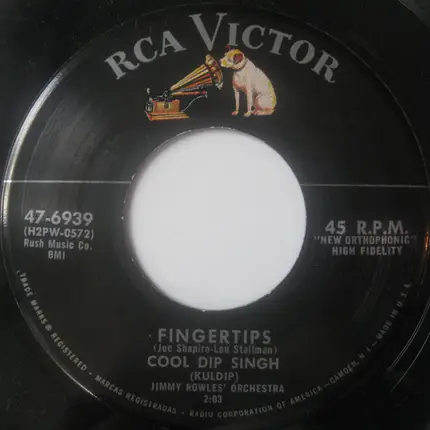 RCA VICTOR
47-6939
(H2PW-0572)
Rush Music Co.
BMI
45 R.P.M.
"NEW ORTHOPHONIC"
HIGH FIDELITY
FINGERTIPS
(Joe Shapiro-Lou Stallman)
COOL DIP SINGH
(KULDIP)
JIMMY ROWLES' ORCHESTRA
2:03
TRADE MARKS ® REGISTERED • MARCAS REGISTRADAS • RADIO CORPORATION OF AMERICA - CAMDEN, N. J. - MADE IN U.S.A.